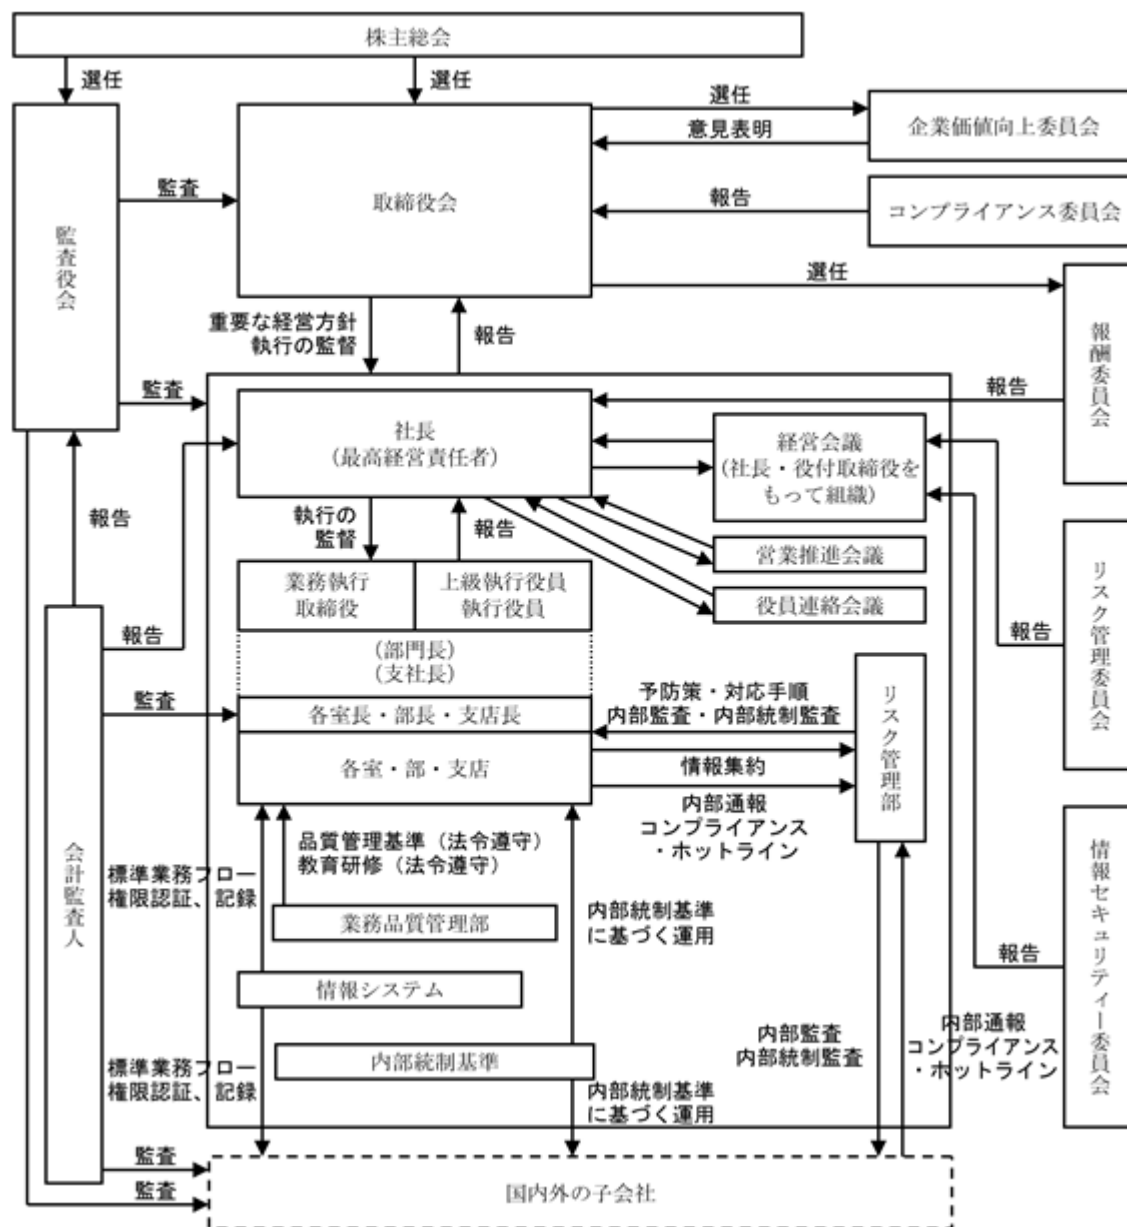 株主総会
選任
選任
監査役会
取締役会
選任
意見表明
企業価値向上委員会
監査
報告
コンプライアンス委員会
選任
報酬委員会
重要な経営方針
執行の監督
報告
監査
社長
(最高経営責任者)
報告
経営会議
(社長・役付取締役を
もって組織)
報告
執行の
監督
報告
営業推進会議
役員連絡会議
業務執行
取締役
上級執行役員
執行役員
リスク管理委員会
報告
報告
(部門長)
(支社長)
監査
各室長・部長・支店長
各室・部・支店
予防策・対応手順
内部監査・内部統制監査
情報集約
内部通報
コンプライアンス
・ホットライン
リスク管理部
会計監査人
標準業務フロー
権限認証、記録
品質管理基準（法令遵守）
教育研修（法令遵守）
業務品質管理部
内部統制基準
に基づく運用
情報システム
報告
情報セキュリティー委員会
標準業務フロー
権限認証、記録
内部統制基準
内部統制基準
に基づく運用
内部監査
内部統制監査
内部通報
コンプライアンス
・ホットライン
監査
監査
国内外の子会社